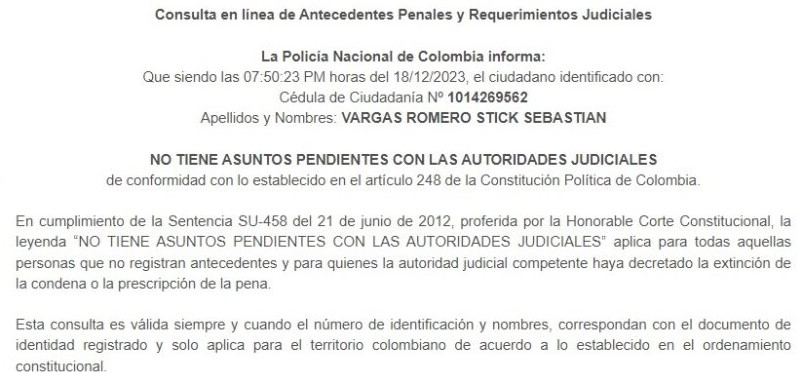 Consulta en línea de Antecedentes Penales y Requerimientos Judiciales
La Policía Nacional de Colombia informa:
Que siendo las 07:50:23 PM horas del 18/12/2023, el ciudadano identificado con:
Cédula de Ciudadanía Nº 1014269562
Apellidos y Nombres: VARGAS ROMERO STICK SEBASTIAN
NO TIENE ASUNTOS PENDIENTES CON LAS AUTORIDADES JUDICIALES
de conformidad con lo establecido en el artículo 248 de la Constitución Política de Colombia.
En cumplimiento de la Sentencia SU-458 del 21 de junio de 2012, proferida por la Honorable Corte Constitucional, la
leyenda “NO TIENE ASUNTOS PENDIENTES CON LAS AUTORIDADES JUDICIALES” aplica para todas aquellas
personas que no registran antecedentes y para quienes la autoridad judicial competente haya decretado la extinción de
la condena o la prescripción de la pena.
Esta consulta es válida siempre y cuando el número de identificación y nombres, correspondan con el documento de
identidad registrado y solo aplica para el territorio colombiano de acuerdo a lo establecido en el ordenamiento
constitucional.